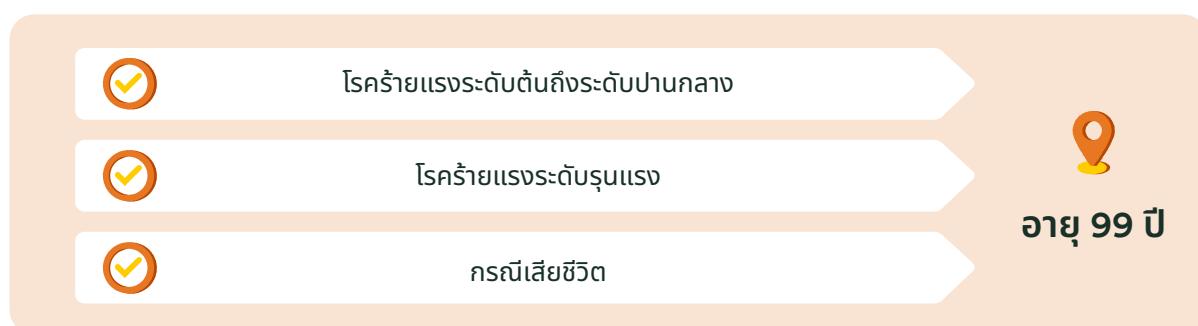 โรคร้ายแรงระดับต้นถึงระดับปานกลาง
โรคร้ายแรงระดับรุนแรง
กรณีเสียชีวิต
อายุ 99 ปี